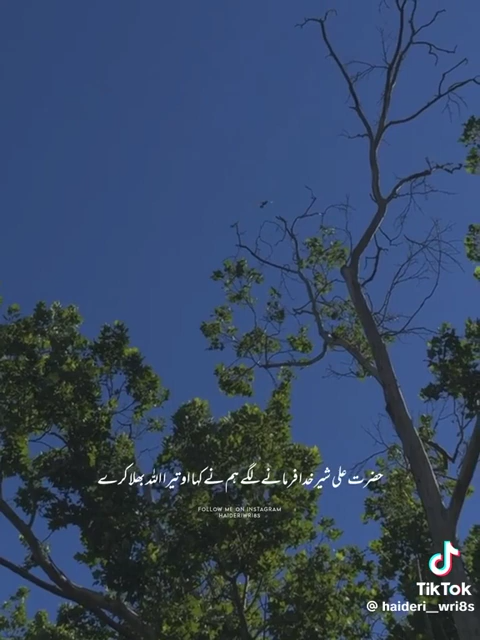 حضرت علی شیر خدا فرمانے لگے ہم نے کہا او تیرا اللہ بھلا کرے
FOLLOW ME ON INSTAGRAM
HAIDERIWRI8S
TikTok
@ haideri__wri8s